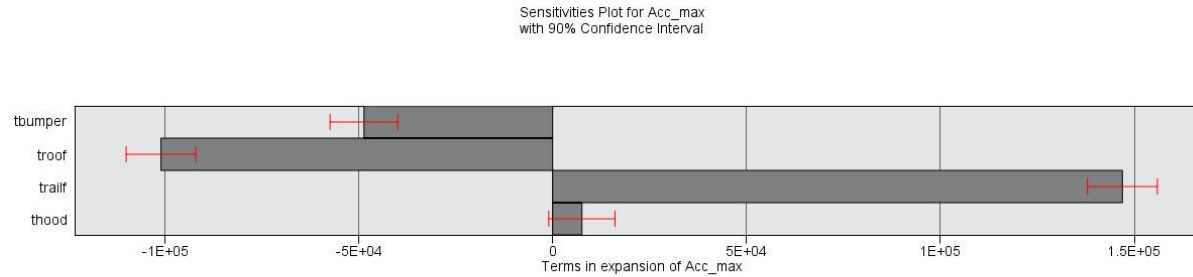 Sensitivities Plot for Acc_max
with 90% Confidence Interval
tbumper
troof
trailf
thood
-1E+05 -5E+04 0 5E+04 1E+05 1.5E+05
Terms in expansion of Acc_max